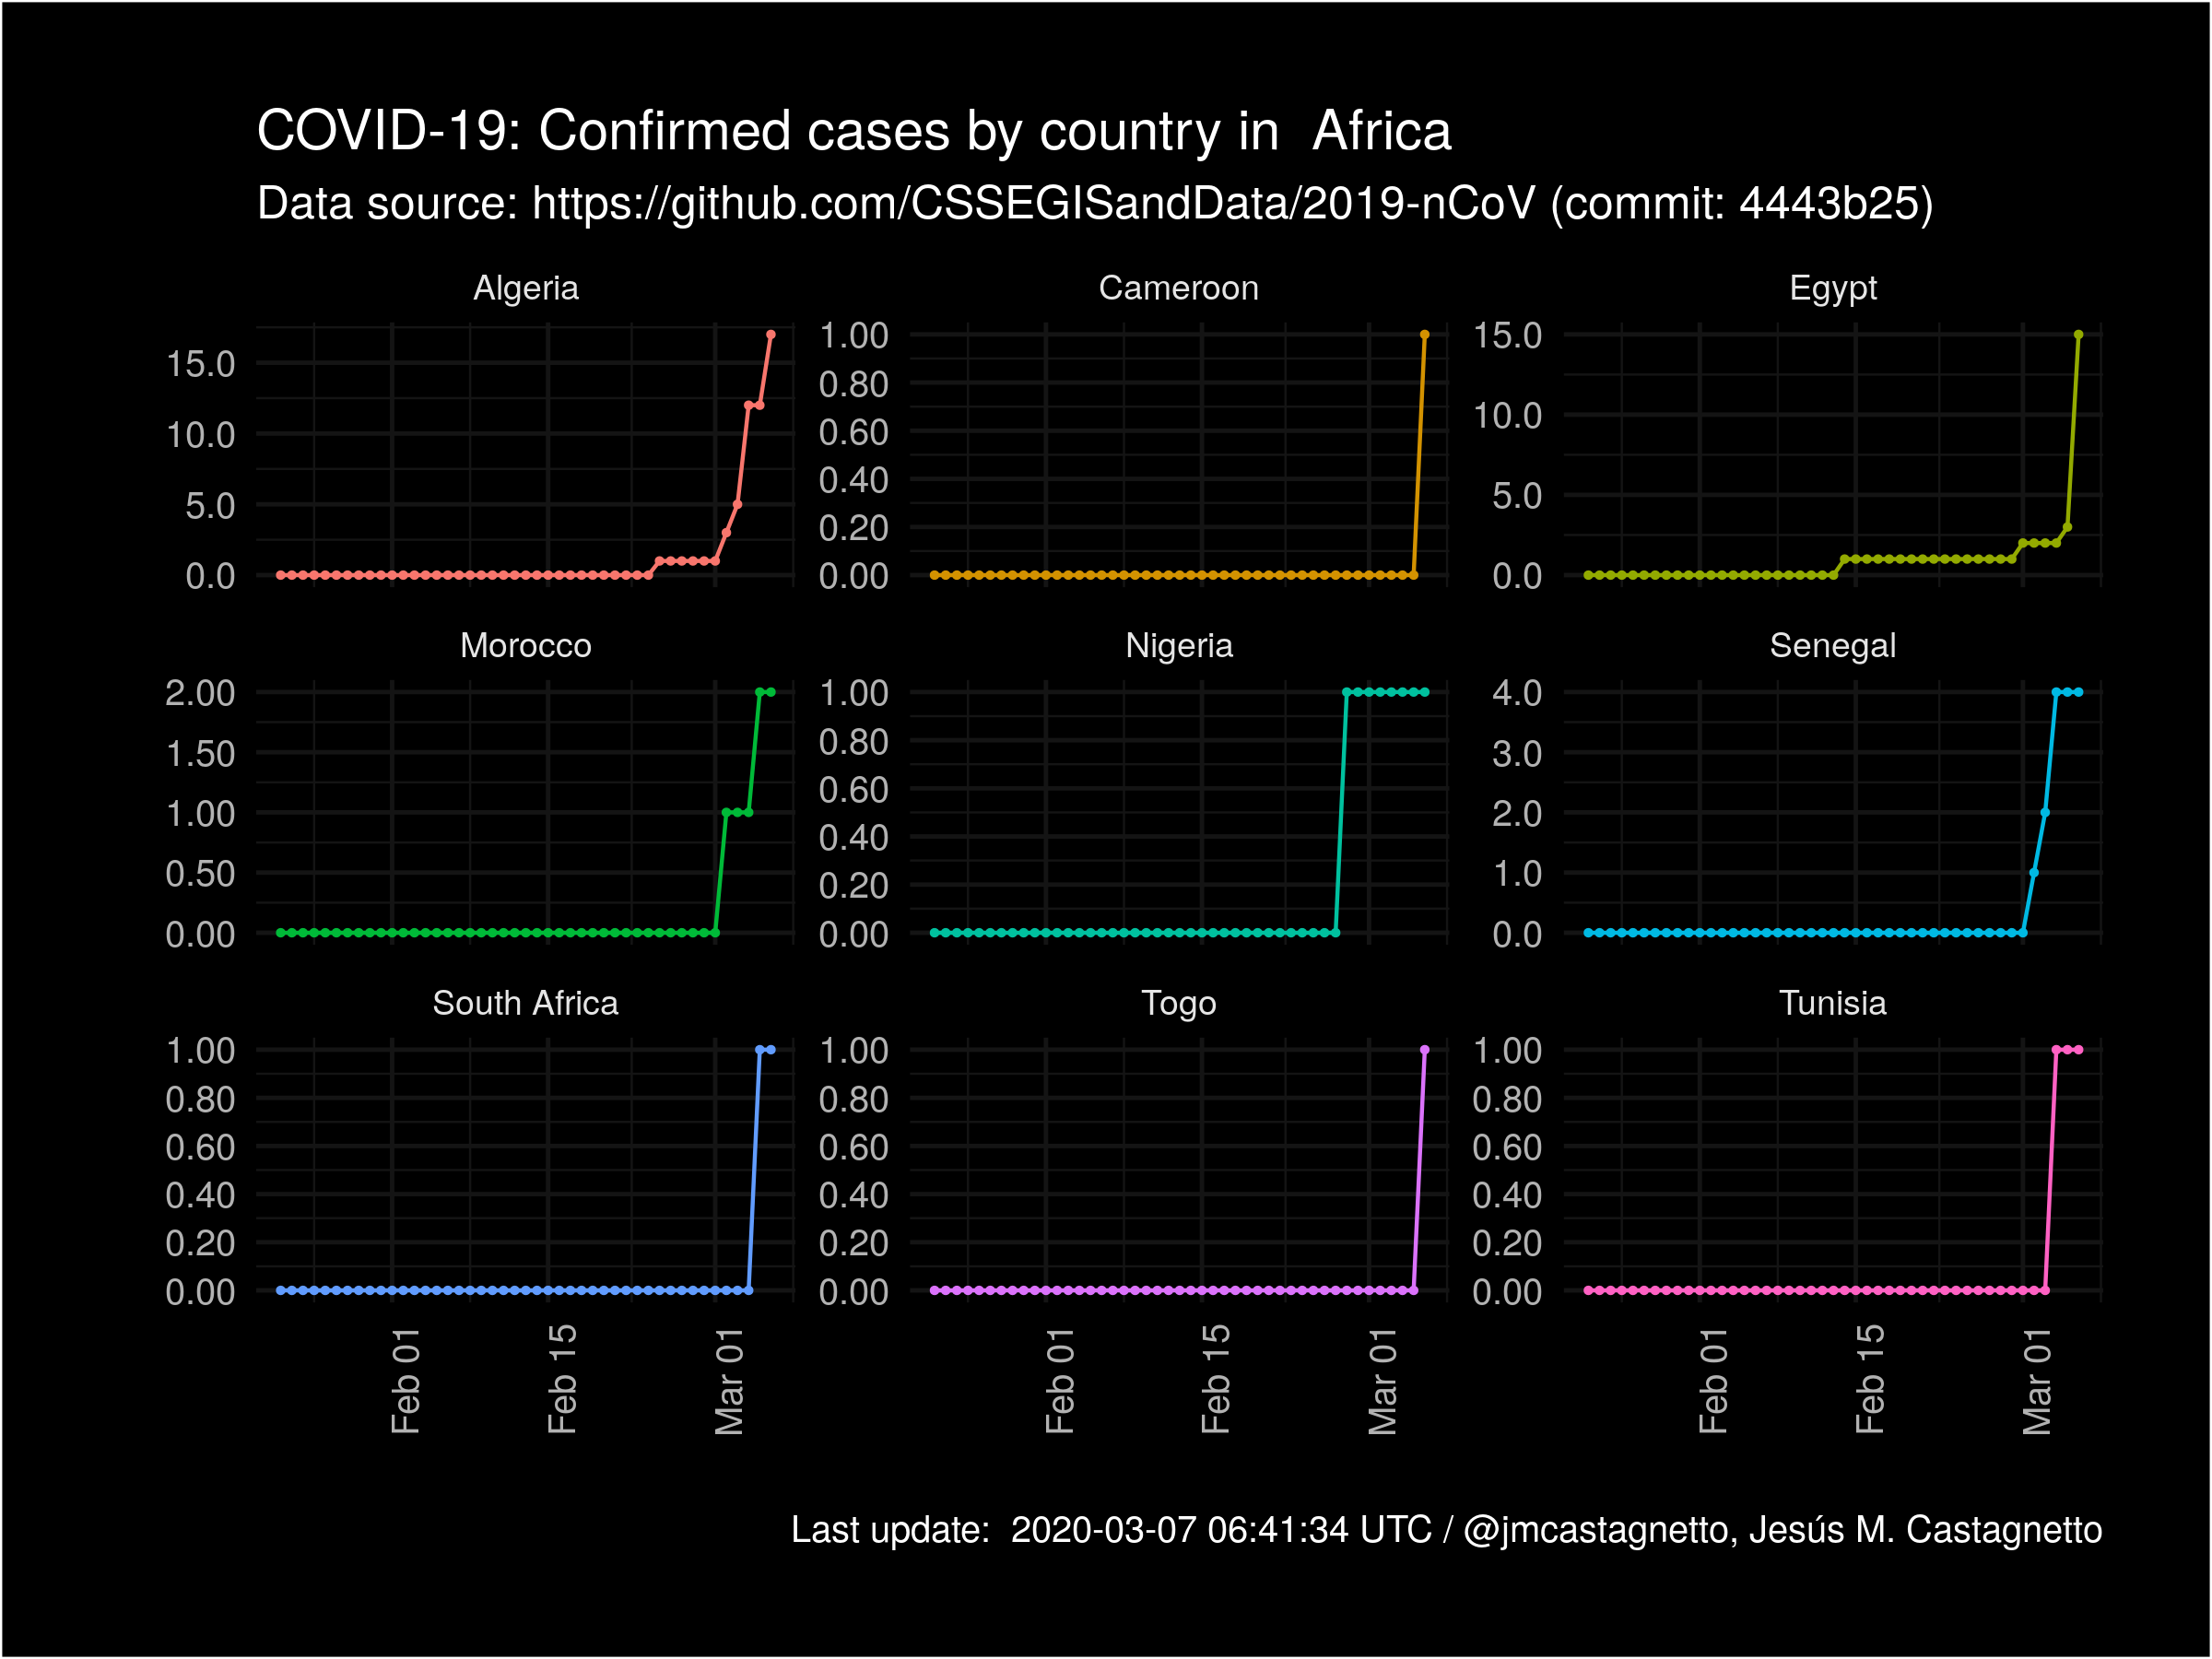 COVID-19: Confirmed cases by country in  Africa
Data source: https://github.com/CSSEGISandData/2019-nCoV (commit: 4443b25)
Algeria
15.0
10.0
5.0
0.0
Cameroon
1.00
0.80
0.60
0.40
0.20
0.00
Egypt
15.0
10.0
5.0
0.0
Morocco
2.00
1.50
1.00
0.50
0.00
Nigeria
1.00
0.80
0.60
0.40
0.20
0.00
Senegal
4.0
3.0
2.0
1.0
0.0
South Africa
1.00
0.80
0.60
0.40
0.20
0.00
Togo
1.00
0.80
0.60
0.40
0.20
0.00
Tunisia
1.00
0.80
0.60
0.40
0.20
0.00
Feb 01
Feb 15
Mar 01
Feb 01
Feb 15
Mar 01
Feb 01
Feb 15
Mar 01
Last update:  2020-03-07 06:41:34 UTC / @jmcastagnetto, Jesús M. Castagnetto